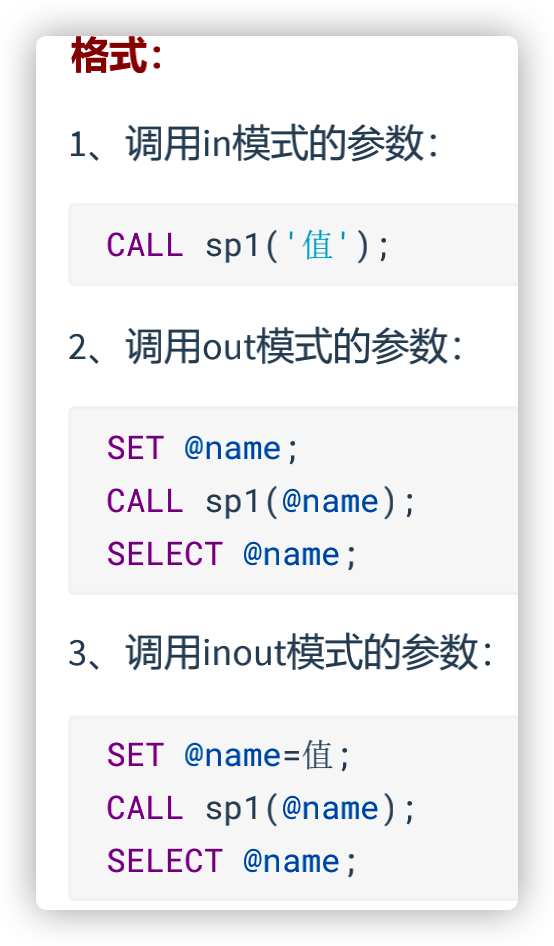 格式：
1、调用in模式的参数：
CALL sp1('值');
2、调用out模式的参数：
SET @name;
CALL sp1(@name);
SELECT @name;
3、调用inout模式的参数：
SET @name=值;
CALL sp1(@name);
SELECT @name;